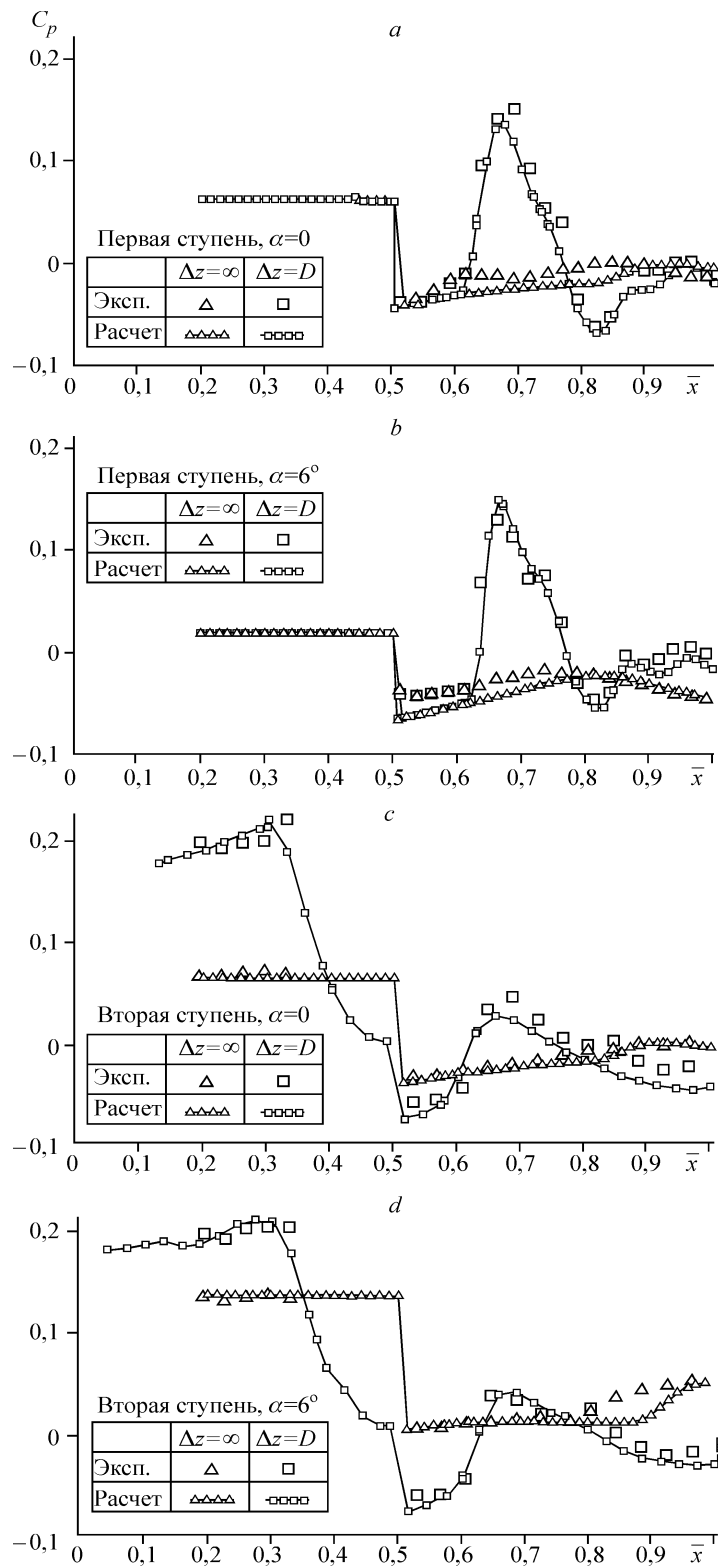 C_p
a
0,2
0,1
0
–0,1
Первая ступень, α=0
Δz=∞ Δz=D
Эксп.
Расчет
0 0,1 0,2 0,3 0,4 0,5 0,6 0,7 0,8 0,9 x̄
b
0,2
0,1
0
–0,1
Первая ступень, α=6°
Δz=∞ Δz=D
Эксп.
Расчет
0 0,1 0,2 0,3 0,4 0,5 0,6 0,7 0,8 0,9 x̄
c
0,2
0,1
0
–0,1
Вторая ступень, α=0
Δz=∞ Δz=D
Эксп.
Расчет
0 0,1 0,2 0,3 0,4 0,5 0,6 0,7 0,8 0,9 x̄
d
0,2
0,1
0
–0,1
Вторая ступень, α=6°
Δz=∞ Δz=D
Эксп.
Расчет
0 0,1 0,2 0,3 0,4 0,5 0,6 0,7 0,8 0,9 x̄